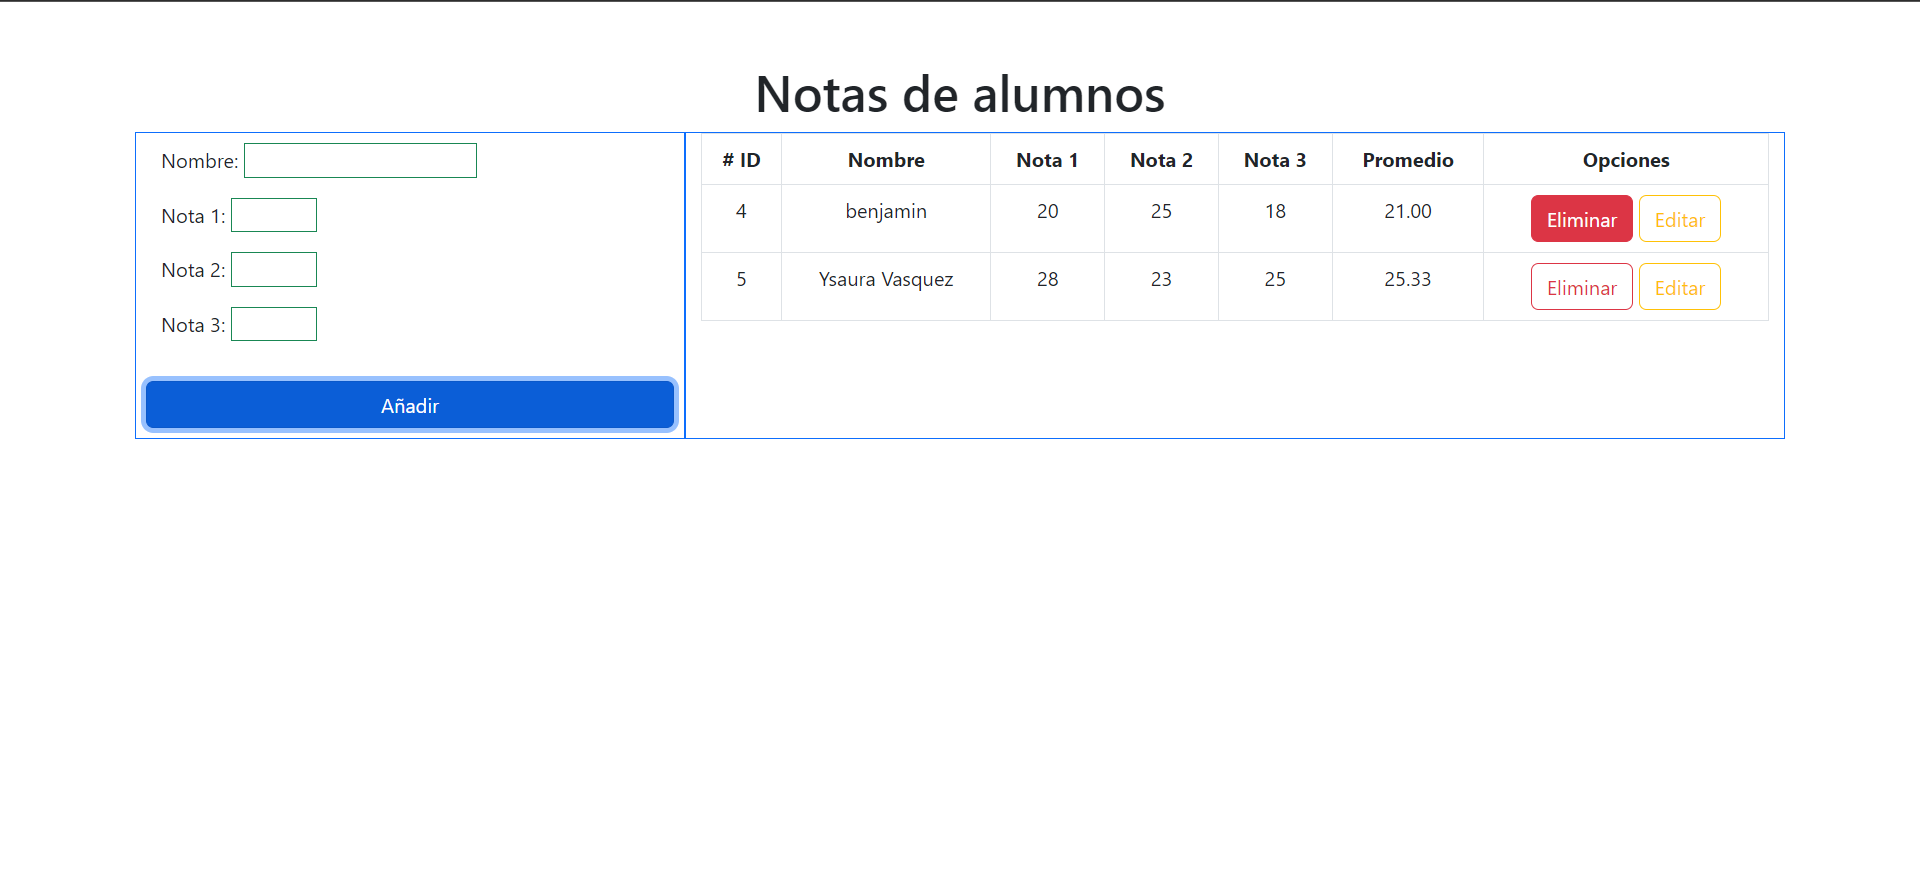 Notas de alumnos
Nombre:
Nota 1:
Nota 2:
Nota 3:
Añadir
# ID Nombre Nota 1 Nota 2 Nota 3 Promedio Opciones
4 benjamin 20 25 18 21.00 Eliminar Editar
5 Ysaura Vasquez 28 23 25 25.33 Eliminar Editar